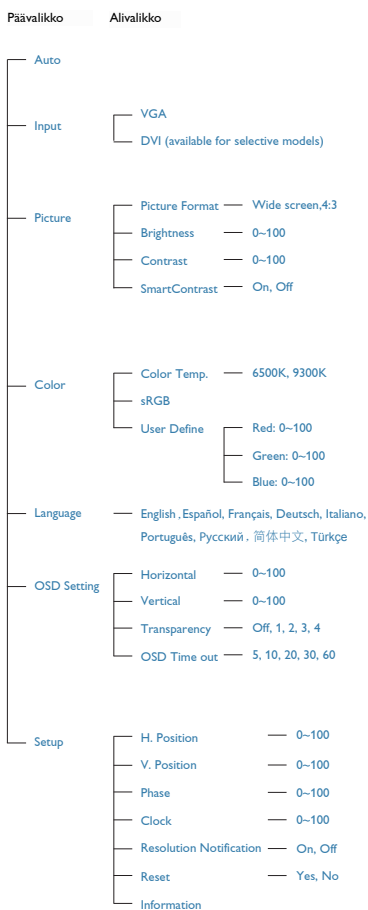 Päävalikko Alivalikko
Auto
Input
VGA
DVI (available for selective models)
Picture
Picture Format Wide screen,4:3
Brightness 0~100
Contrast 0~100
SmartContrast On, Off
Color
Color Temp. 6500K, 9300K
sRGB
User Define Red: 0~100
Green: 0~100
Blue: 0~100
Language English , Español, Français, Deutsch, Italiano,
Português, Русский , 简体中文, Türkçe
OSD Setting
Horizontal 0~100
Vertical 0~100
Transparency Off, 1, 2, 3, 4
OSD Time out 5, 10, 20, 30, 60
Setup
H. Position 0~100
V. Position 0~100
Phase 0~100
Clock 0~100
Resolution Notification On, Off
Reset Yes, No
Information